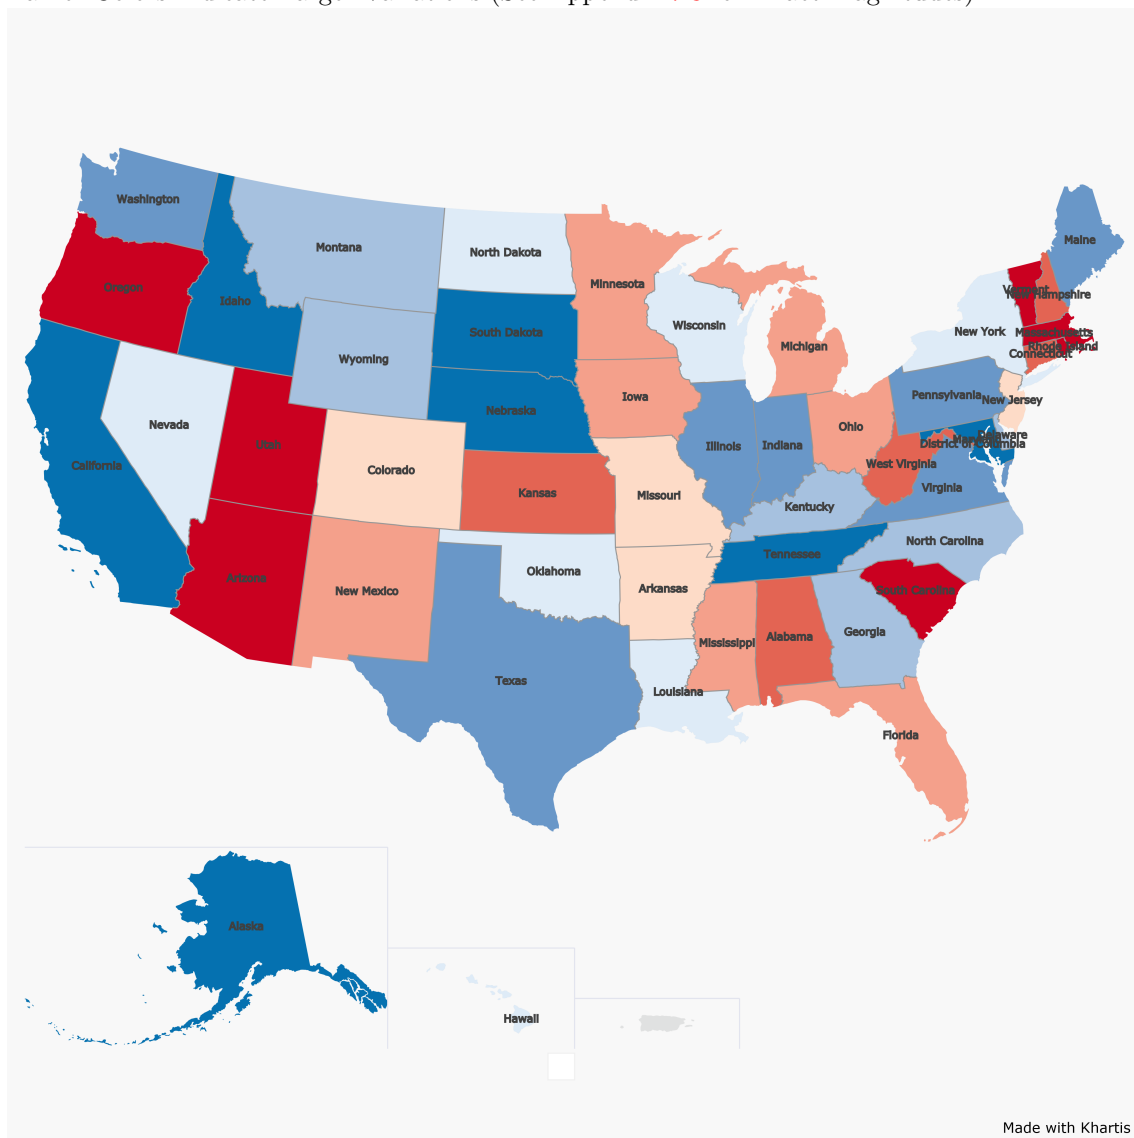 Washington
Montana
North Dakota
Minnesota
Maine
Oregon
Idaho
South Dakota
Wisconsin
Michigan
Vermont
New Hampshire
New York
Massachusetts
Rhode Island
Connecticut
Wyoming
Nebraska
Iowa
Pennsylvania
New Jersey
Nevada
Utah
Colorado
Kansas
Missouri
Illinois
Indiana
Ohio
West Virginia
Delaware
District of Columbia
Virginia
California
Kentucky
North Carolina
Tennessee
Arizona
New Mexico
Oklahoma
Arkansas
South Carolina
Mississippi
Alabama
Georgia
Texas
Louisiana
Florida
Alaska
Hawaii
Made with Khartis